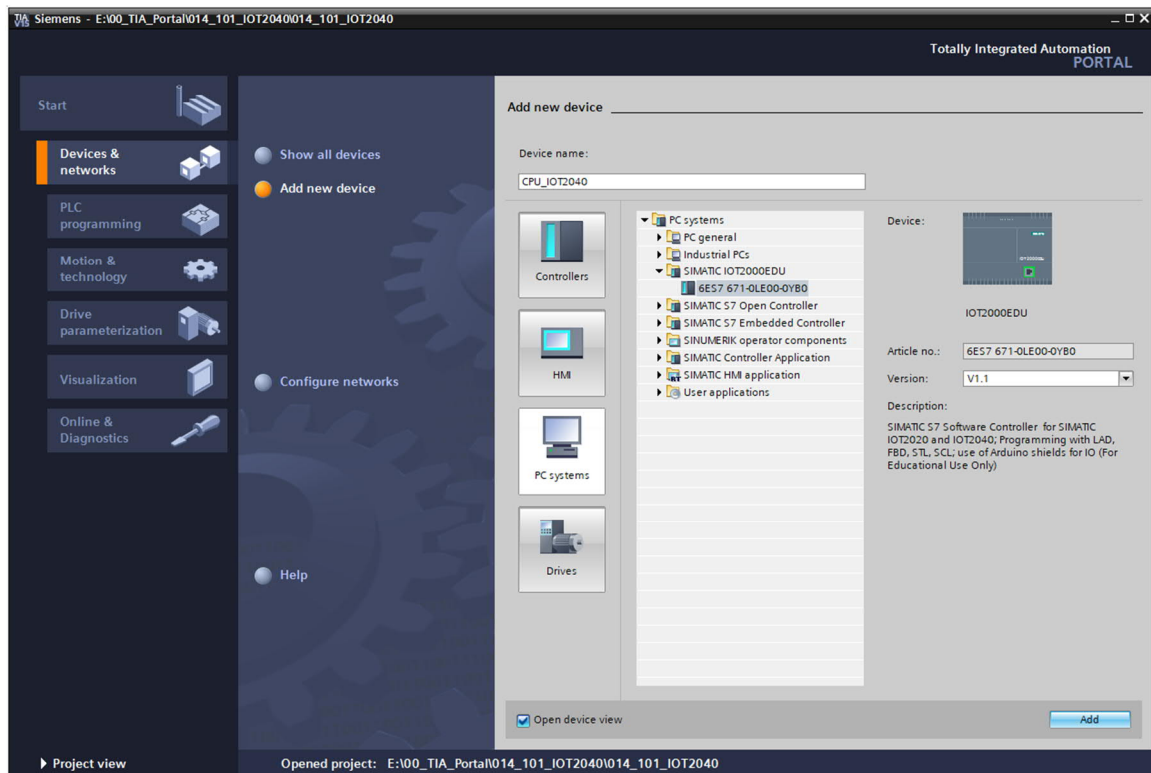 TIA V15 Siemens - E:\00_TIA_Portal\014_101_IOT2040\014_101_IOT2040
Totally Integrated Automation
PORTAL
Start
Devices &
networks
PLC
programming
Motion &
technology
Drive
parameterization
Visualization
Online &
Diagnostics
Project view
Show all devices
Add new device
Configure networks
Help
Add new device
Device name:
CPU_IOT2040
Controllers
HMI
PC systems
Drives
PC systems
PC general
Industrial PCs
SIMATIC IOT2000EDU
6ES7 671-0LE00-0YB0
SIMATIC S7 Open Controller
SIMATIC S7 Embedded Controller
SINUMERIK operator components
SIMATIC Controller Application
SIMATIC HMI application
User applications
Device:
IOT2000EDU
Article no.: 6ES7 671-0LE00-0YB0
Version: V1.1
Description:
SIMATIC S7 Software Controller for SIMATIC
IOT2020 and IOT2040; Programming with LAD,
FBD, STL, SCL; use of Arduino shields for IO (For
Educational Use Only)
Open device view
Add
Opened project: E:\00_TIA_Portal\014_101_IOT2040\014_101_IOT2040